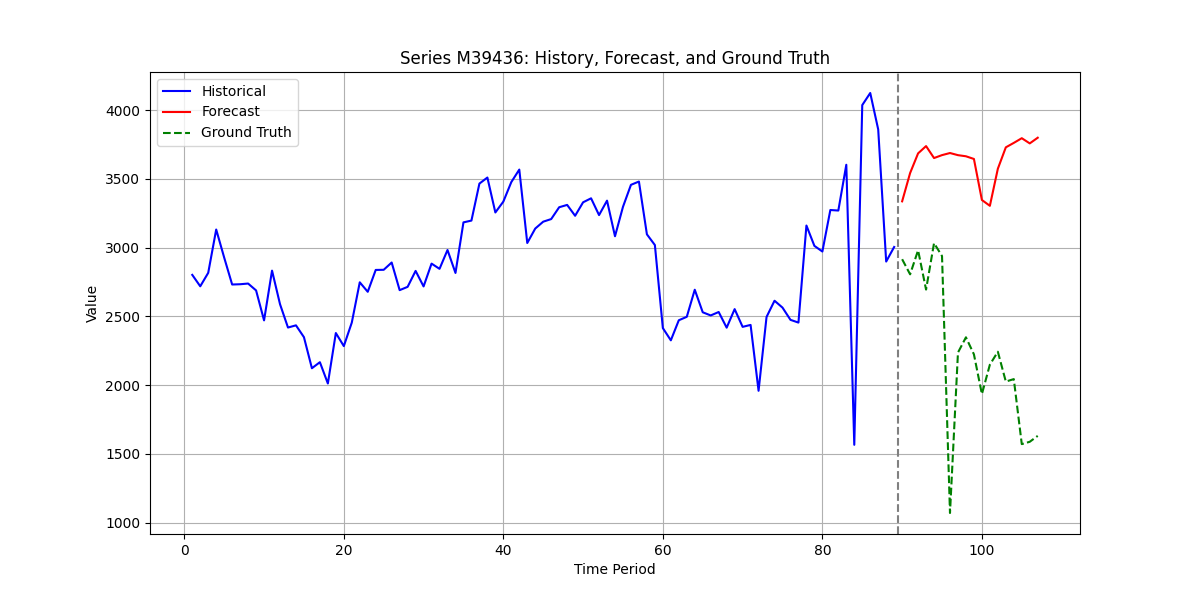 Series M39436: History, Forecast, and Ground Truth
Historical
Forecast
Ground Truth
Value
4000
3500
3000
2500
2000
1500
1000
0 20 40 60 80 100
Time Period